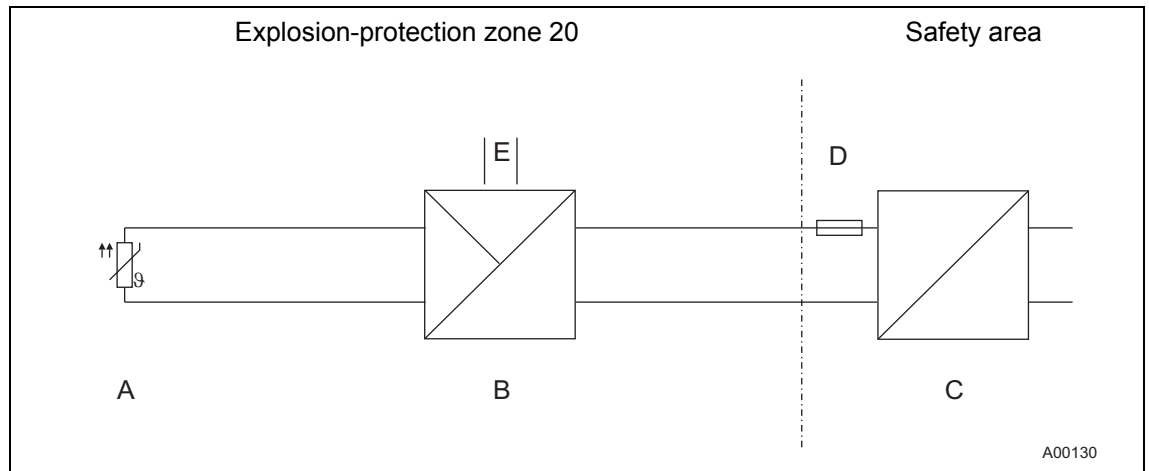 Explosion-protection zone 20
Safety area
E
D
ϑ
A
B
C
A00130